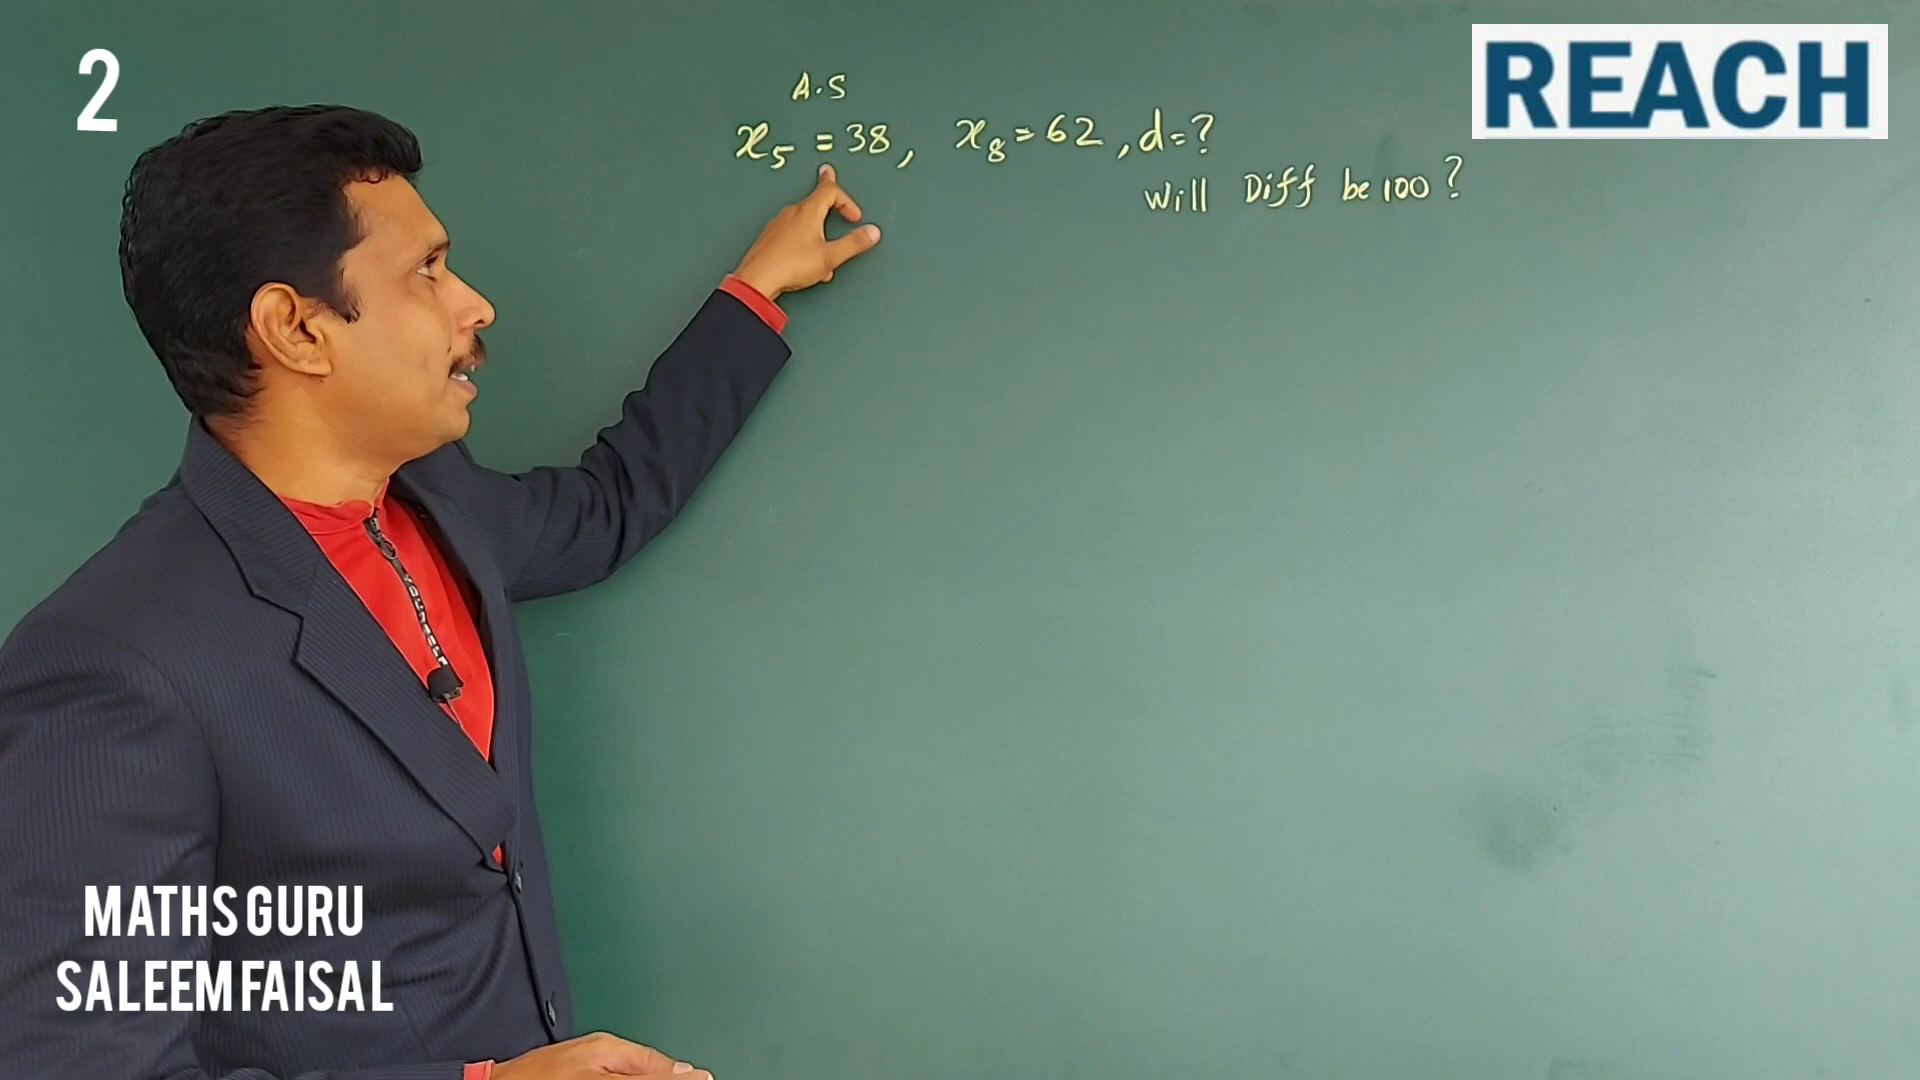 2
REACH
A.S
x₅ = 38, x₈ = 62, d = ?
Will Diff be 100 ?
MATHS GURU
SALEEM FAISAL